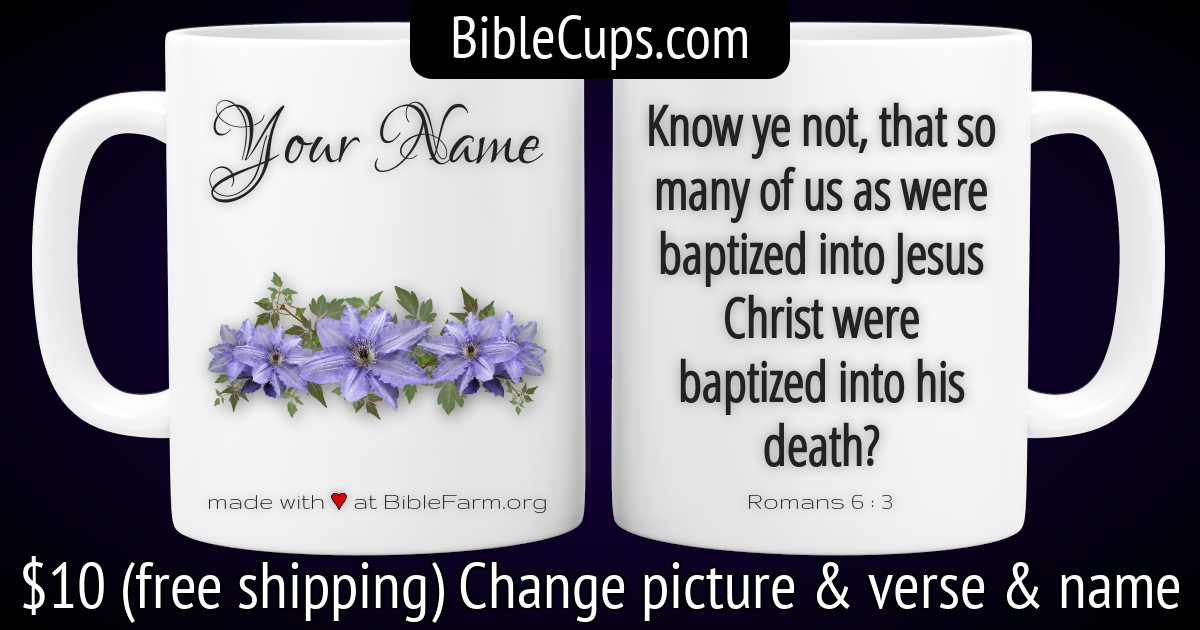 BibleCups.com
Your Name
made with ♥ at BibleFarm.org
Know ye not, that so
many of us as were
baptized into Jesus
Christ were
baptized into his
death?
Romans 6 : 3
$10 (free shipping) Change picture & verse & name